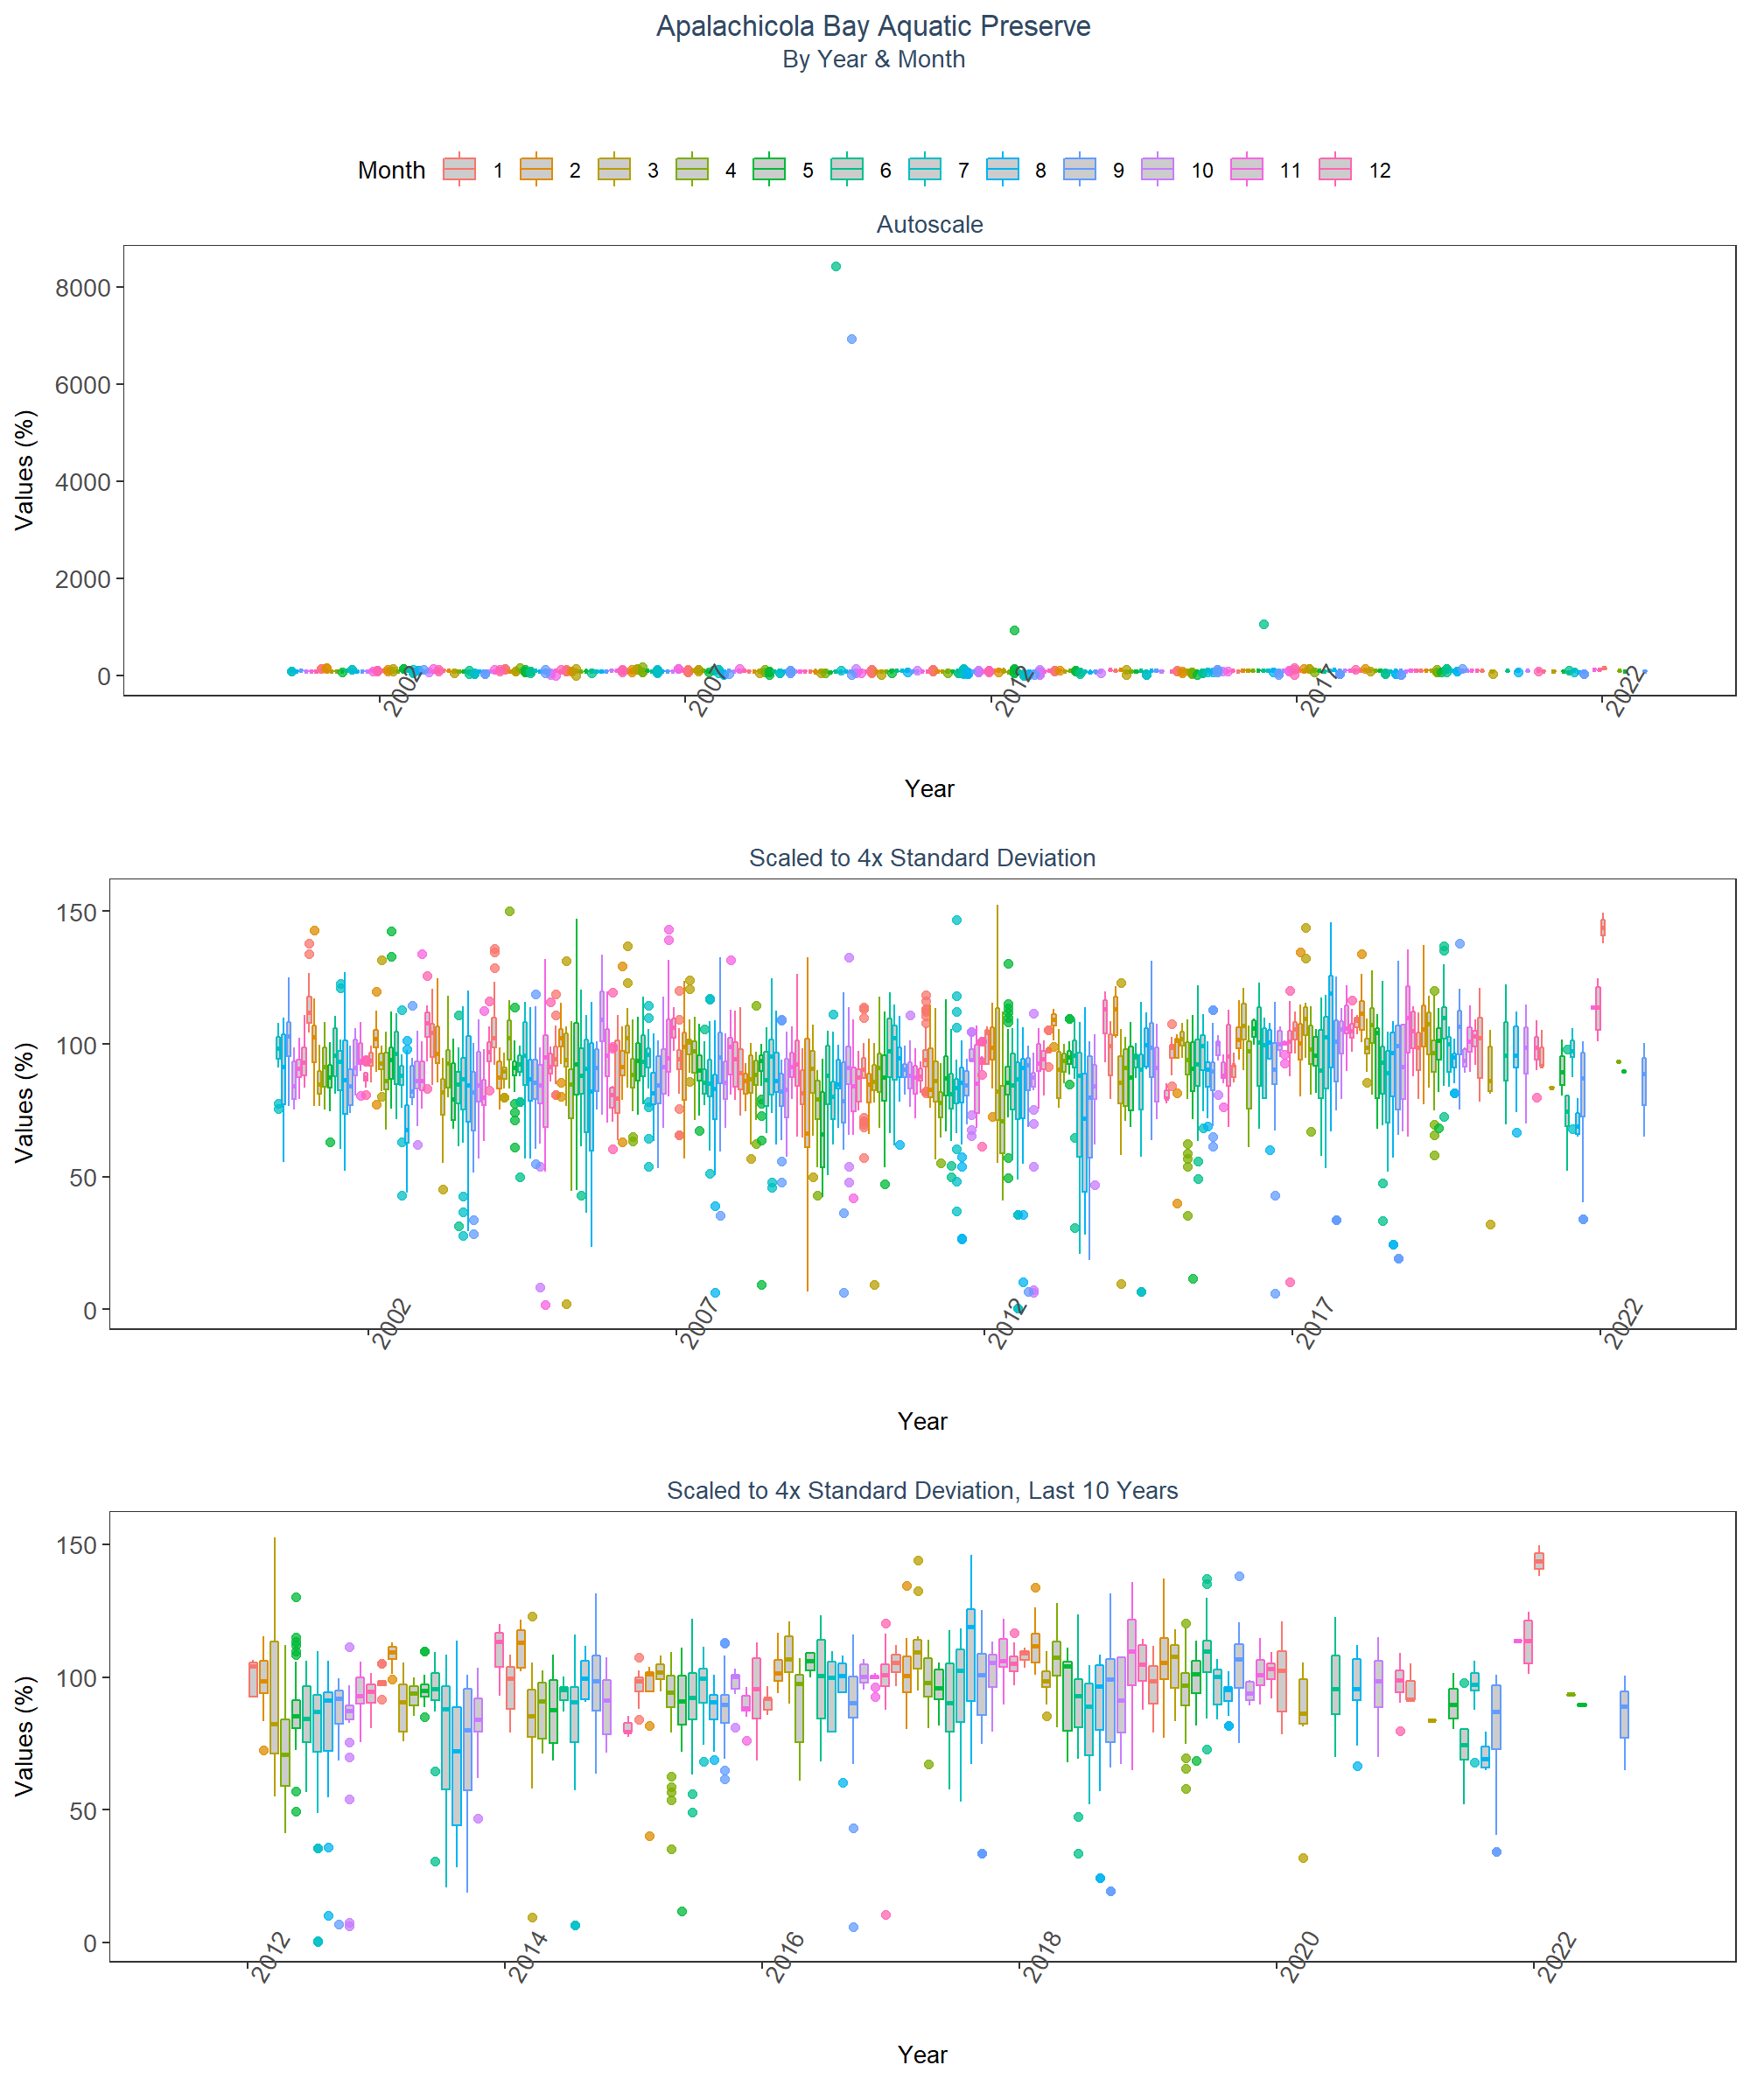 Apalachicola Bay Aquatic Preserve
By Year & Month
Month 1 2 3 4 5 6 7 8 9 10 11 12
Autoscale
8000
6000
4000
2000
0
Values (%)
2002 2007 2012 2017 2022
Year
Scaled to 4x Standard Deviation
150
100
50
0
Values (%)
2002 2007 2012 2017 2022
Year
Scaled to 4x Standard Deviation, Last 10 Years
150
100
50
0
Values (%)
2012 2014 2016 2018 2020 2022
Year